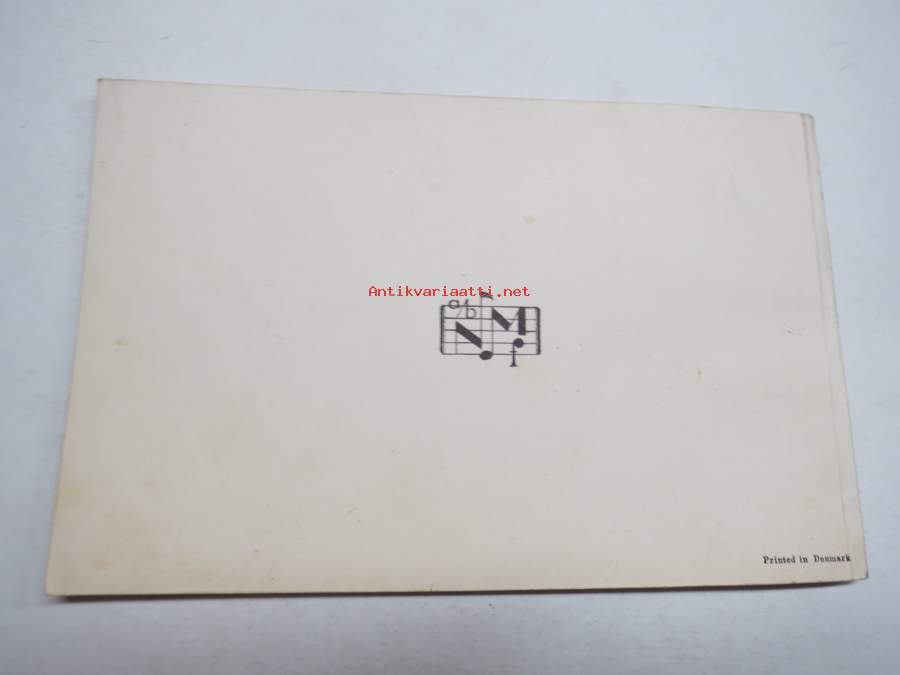 Antikvariaatti.net
a/b
N M
f
Printed in Denmark